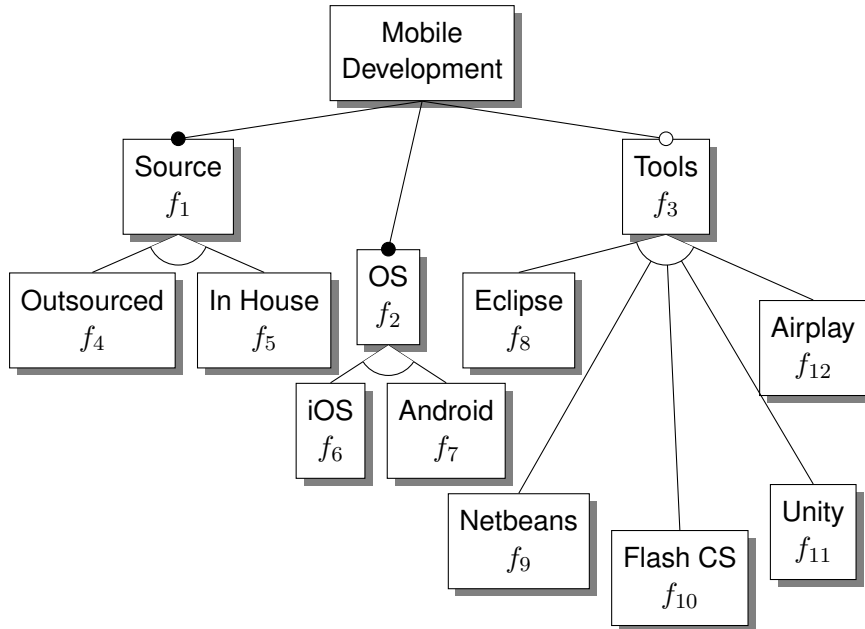 Mobile
Development
Source
f1
Tools
f3
OS
f2
Outsourced
f4
In House
f5
Eclipse
f8
Airplay
f12
iOS
f6
Android
f7
Netbeans
f9
Flash CS
f10
Unity
f11